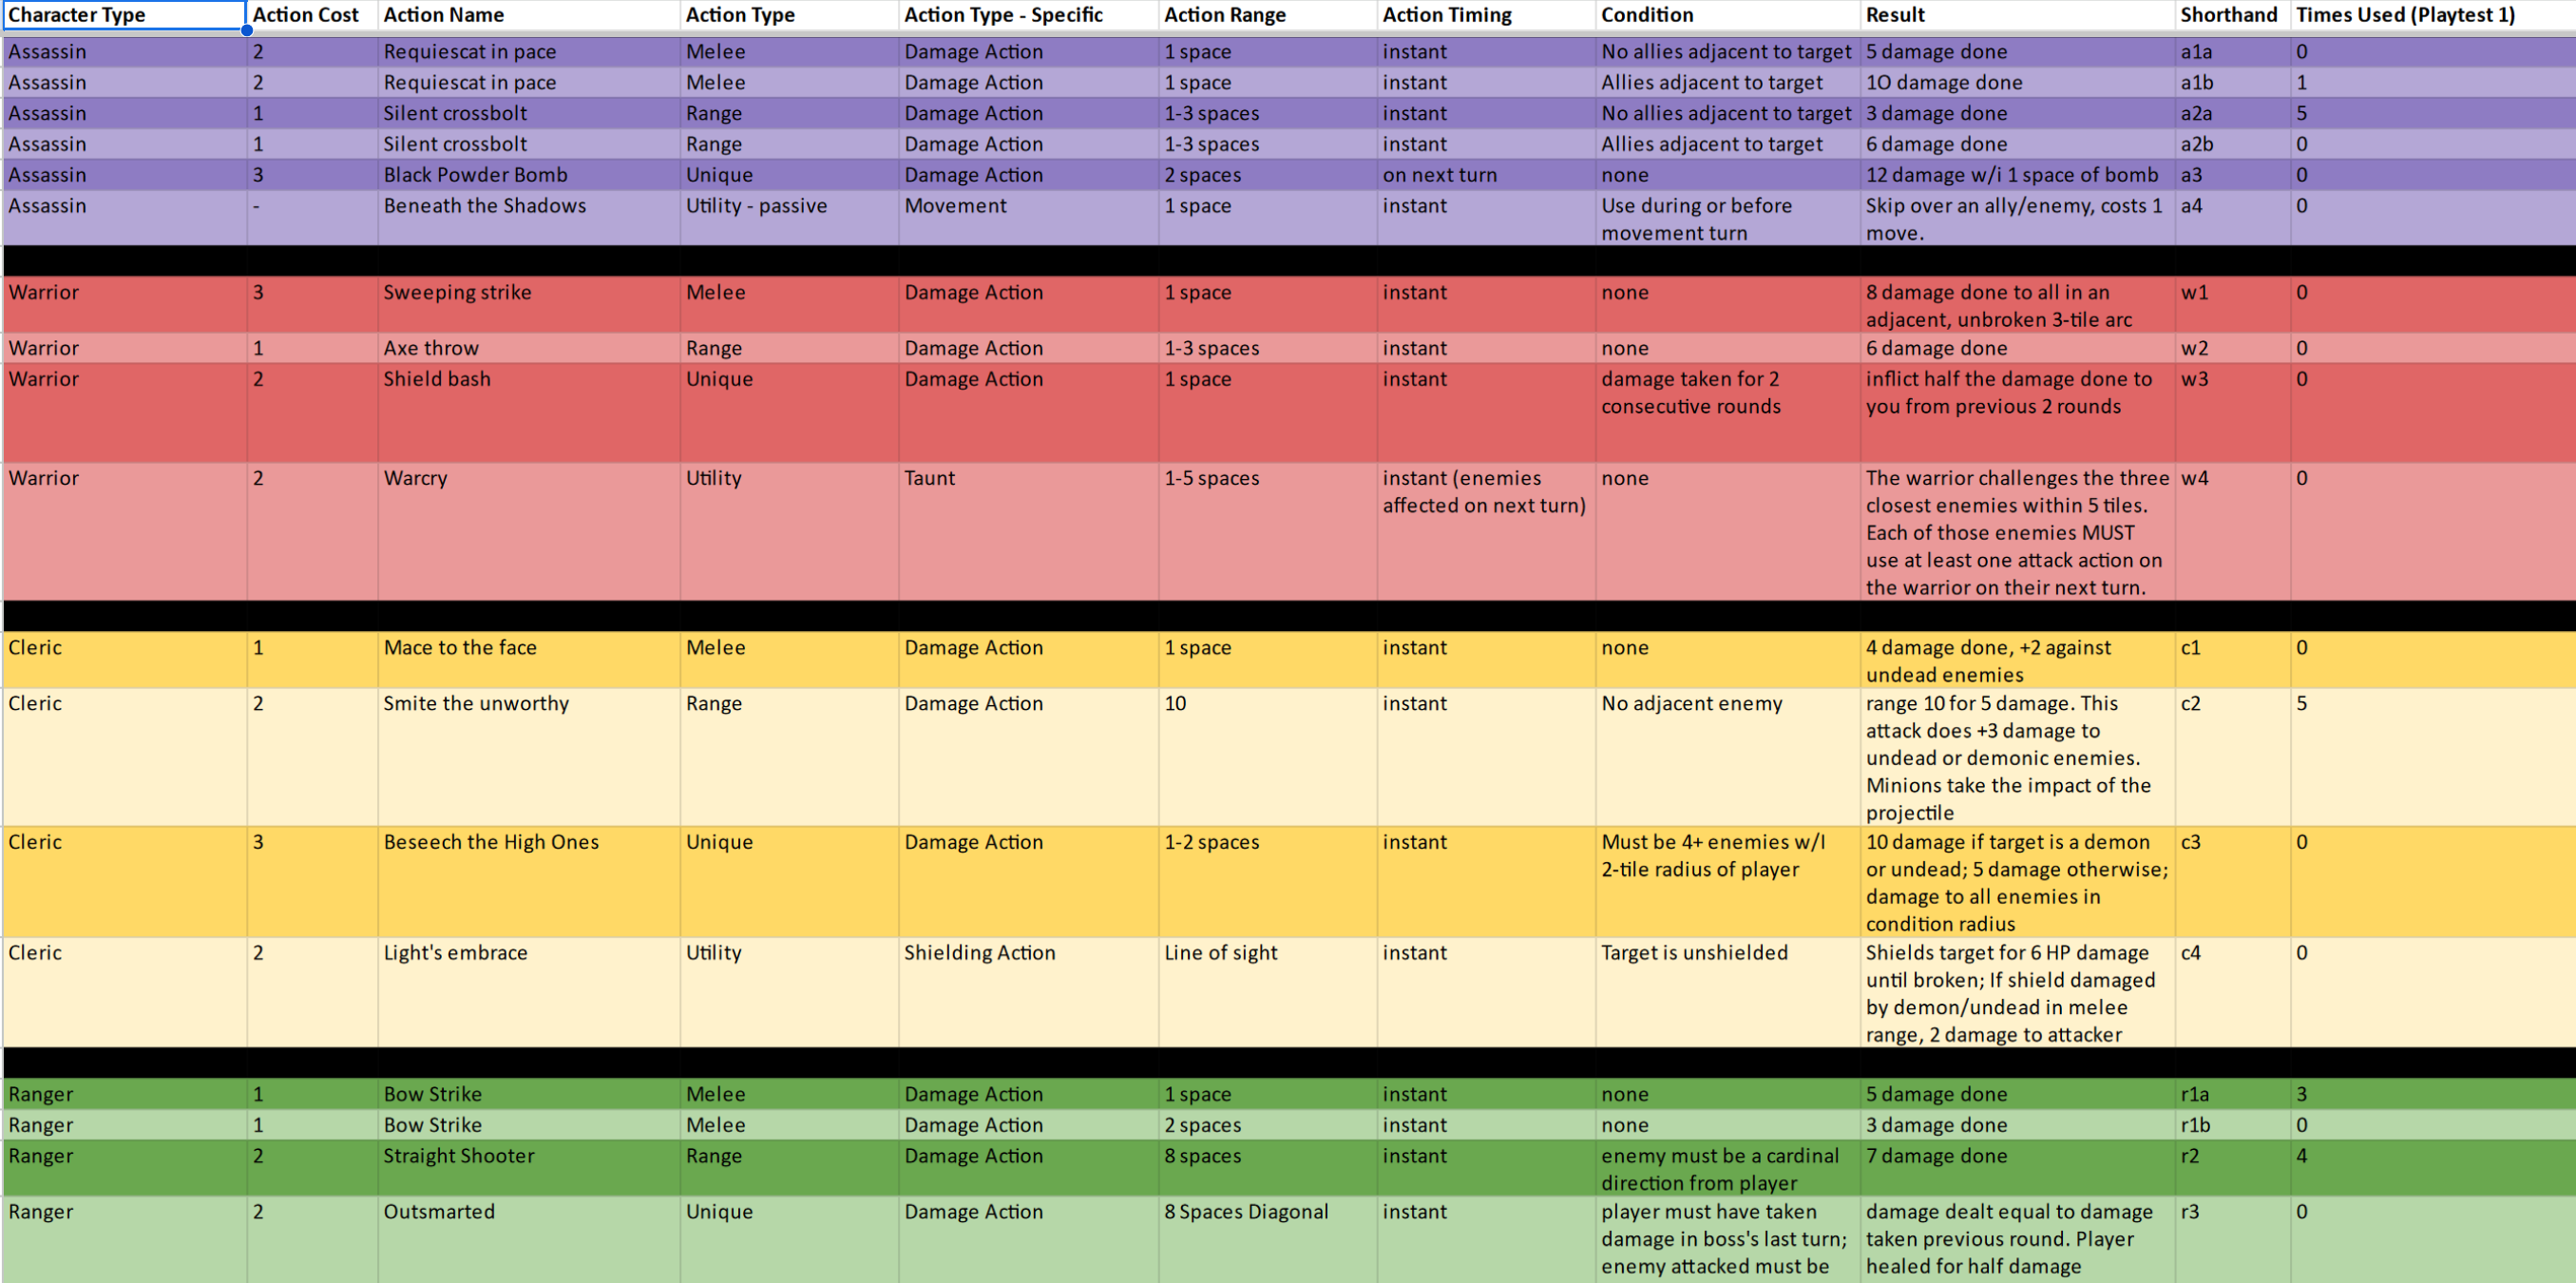 Character Type Action Cost Action Name Action Type Action Type - Specific Action Range Action Timing Condition Result Shorthand Times Used (Playtest 1)
Assassin 2 Requiescat in pace Melee Damage Action 1 space instant No allies adjacent to target 5 damage done a1a 0
Assassin 2 Requiescat in pace Melee Damage Action 1 space instant Allies adjacent to target 1O damage done a1b 1
Assassin 1 Silent crossbolt Range Damage Action 1-3 spaces instant No allies adjacent to target 3 damage done a2a 5
Assassin 1 Silent crossbolt Range Damage Action 1-3 spaces instant Allies adjacent to target 6 damage done a2b 0
Assassin 3 Black Powder Bomb Unique Damage Action 2 spaces on next turn none 12 damage w/i 1 space of bomb a3 0
Assassin - Beneath the Shadows Utility - passive Movement 1 space instant Use during or before Skip over an ally/enemy, costs 1 a4 0
movement turn move.
Warrior 3 Sweeping strike Melee Damage Action 1 space instant none 8 damage done to all in an w1 0
adjacent, unbroken 3-tile arc
Warrior 1 Axe throw Range Damage Action 1-3 spaces instant none 6 damage done w2 0
Warrior 2 Shield bash Unique Damage Action 1 space instant damage taken for 2 inflict half the damage done to w3 0
consecutive rounds you from previous 2 rounds
Warrior 2 Warcry Utility Taunt 1-5 spaces instant (enemies none The warrior challenges the three w4 0
affected on next turn) closest enemies within 5 tiles.
Each of those enemies MUST
use at least one attack action on
the warrior on their next turn.
Cleric 1 Mace to the face Melee Damage Action 1 space instant none 4 damage done, +2 against c1 0
undead enemies
Cleric 2 Smite the unworthy Range Damage Action 10 instant No adjacent enemy range 10 for 5 damage. This c2 5
attack does +3 damage to
undead or demonic enemies.
Minions take the impact of the
projectile
Cleric 3 Beseech the High Ones Unique Damage Action 1-2 spaces instant Must be 4+ enemies w/I 10 damage if target is a demon c3 0
2-tile radius of player or undead; 5 damage otherwise;
damage to all enemies in
condition radius
Cleric 2 Light's embrace Utility Shielding Action Line of sight instant Target is unshielded Shields target for 6 HP damage c4 0
until broken; If shield damaged
by demon/undead in melee
range, 2 damage to attacker
Ranger 1 Bow Strike Melee Damage Action 1 space instant none 5 damage done r1a 3
Ranger 1 Bow Strike Melee Damage Action 2 spaces instant none 3 damage done r1b 0
Ranger 2 Straight Shooter Range Damage Action 8 spaces instant enemy must be a cardinal 7 damage done r2 4
direction from player
Ranger 2 Outsmarted Unique Damage Action 8 Spaces Diagonal instant player must have taken damage dealt equal to damage r3 0
damage in boss's last turn; taken previous round. Player
enemy attacked must be healed for half damage